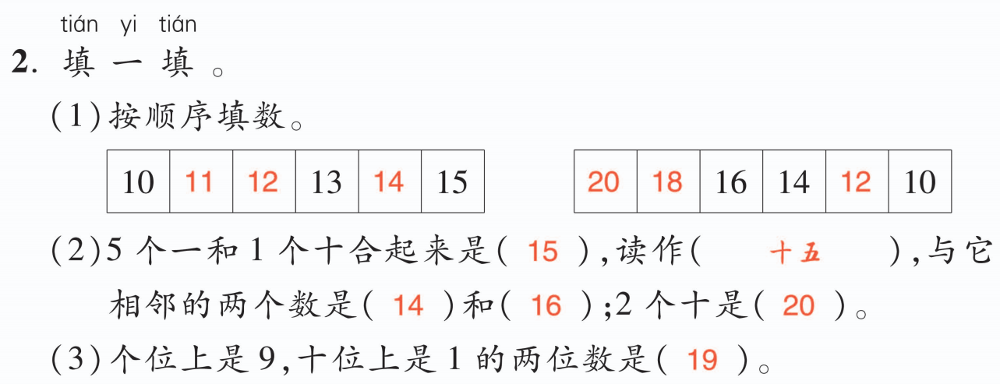 tián yi tián
2. 填一填。
(1)按顺序填数。
10 11 12 13 14 15 20 18 16 14 12 10
(2)5个一和1个十合起来是( 15 ),读作( 十五 ),与它
相邻的两个数是( 14 )和( 16 );2个十是( 20 )。
(3)个位上是9,十位上是1的两位数是( 19 )。